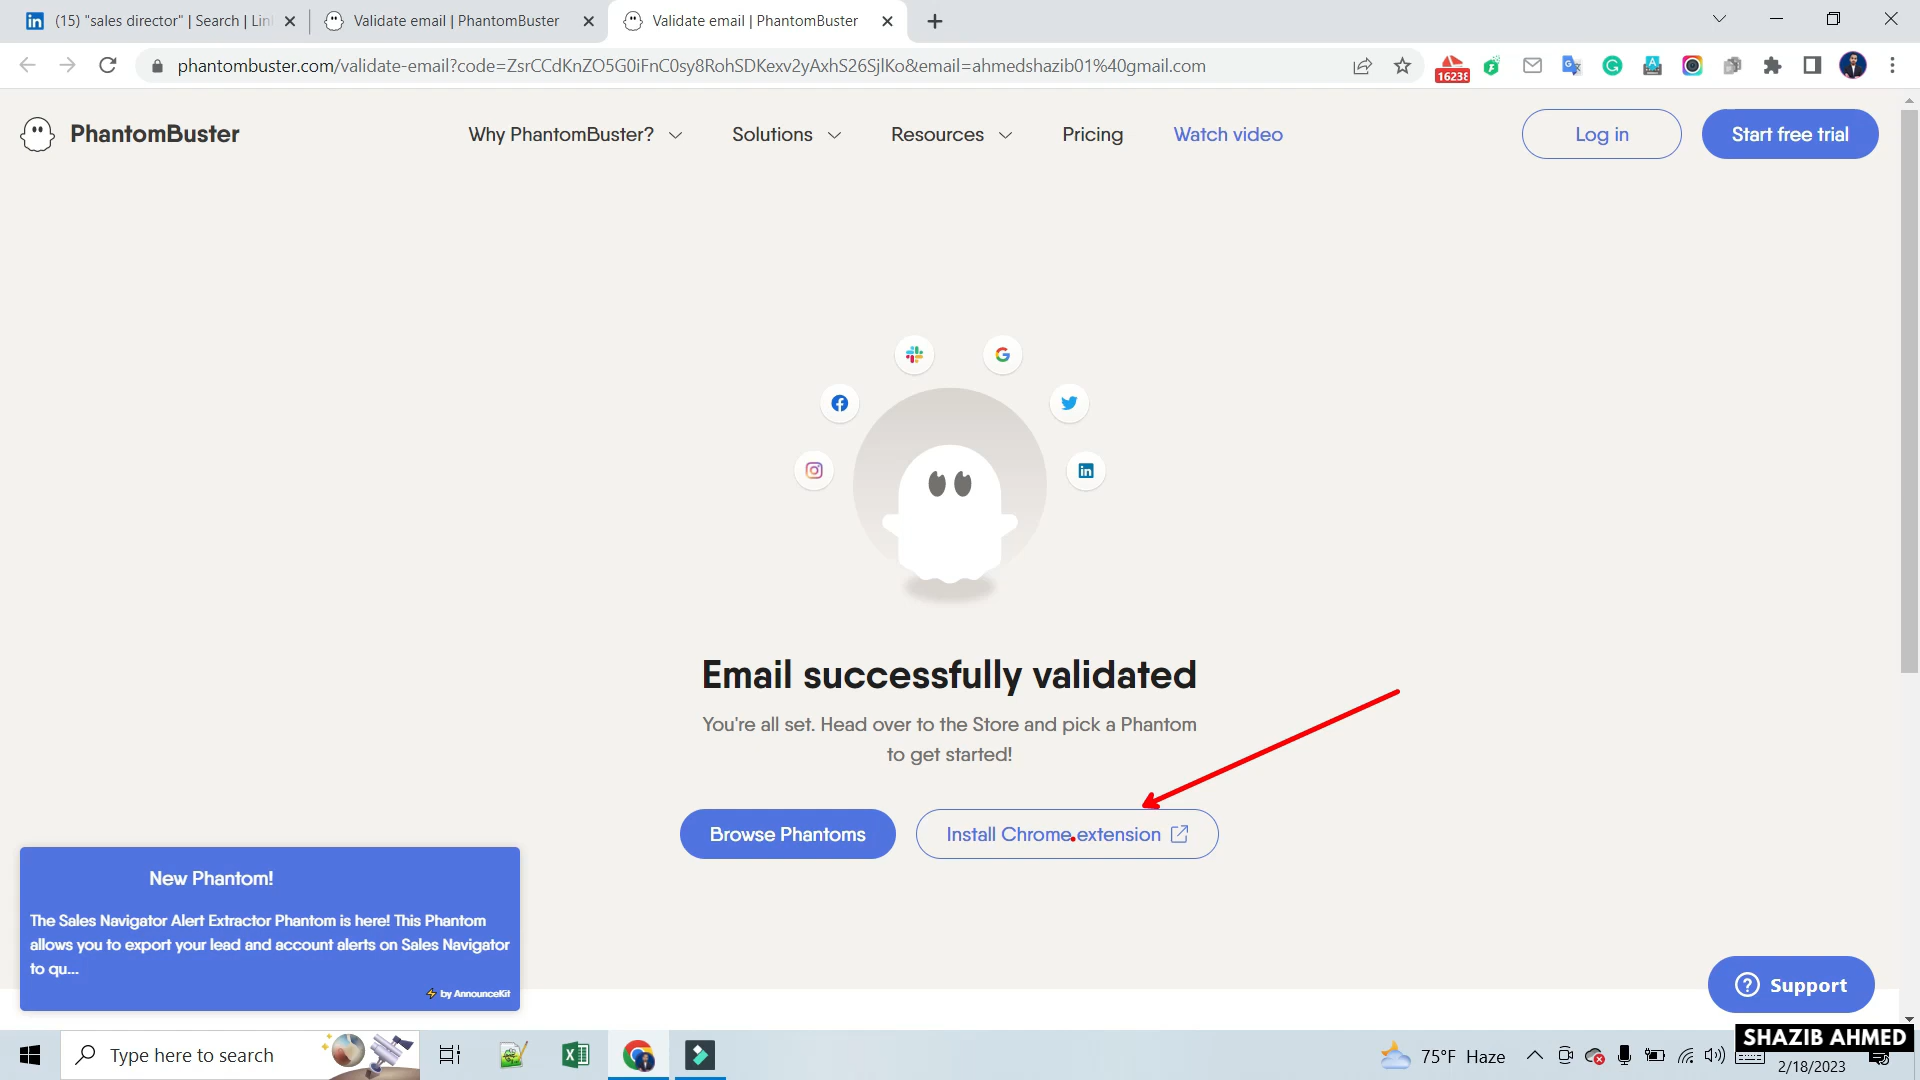 (15) "sales director" | Search | Lin
Validate email | PhantomBuster
Validate email | PhantomBuster
phantombuster.com/validate-email?code=ZsrCCdKnZO5G0iFnC0sy8RohSDKexv2yAxhS26SjlKo&email=ahmedshazib01%40gmail.com
16238
PhantomBuster
Why PhantomBuster?
Solutions
Resources
Pricing
Watch video
Log in
Start free trial
Email successfully validated
You're all set. Head over to the Store and pick a Phantom
to get started!
Browse Phantoms
Install Chrome extension
New Phantom!
The Sales Navigator Alert Extractor Phantom is here! This Phantom
allows you to export your lead and account alerts on Sales Navigator
to qu...
by AnnounceKit
Support
SHAZIB AHMED
Type here to search
75°F Haze
2/18/2023